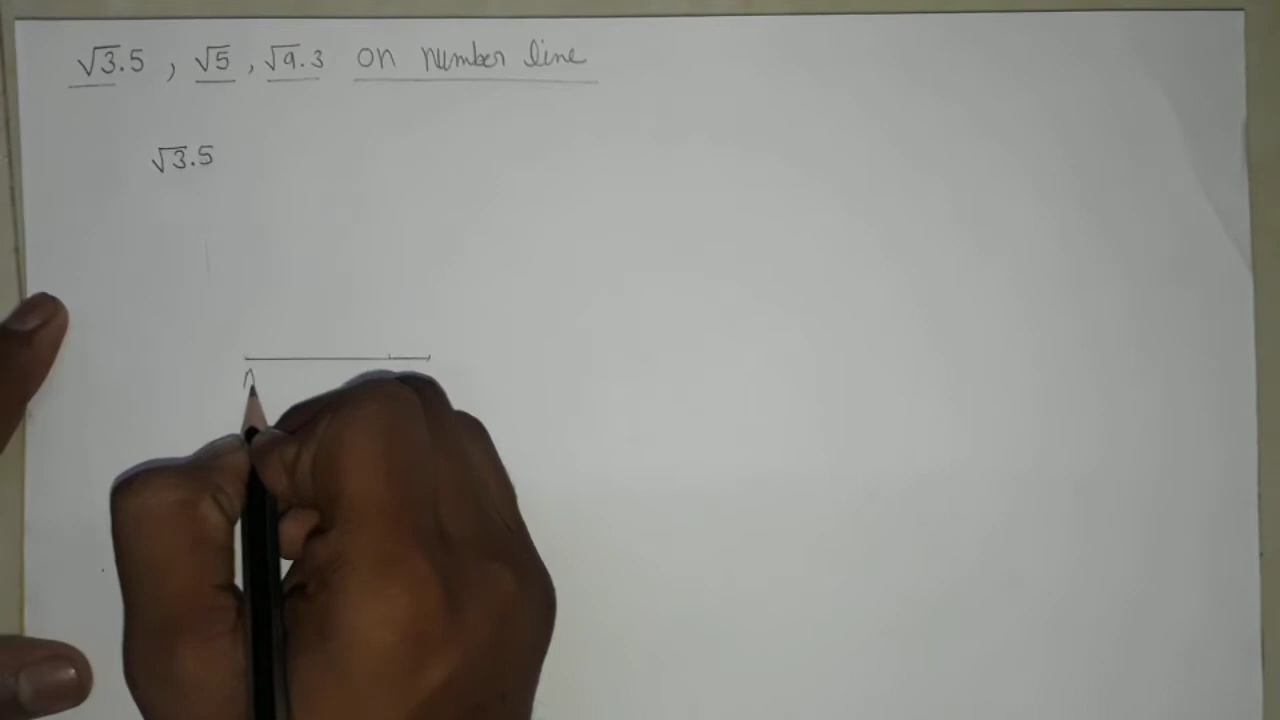 √3.5 , √5 , √9.3 on number line
√3.5